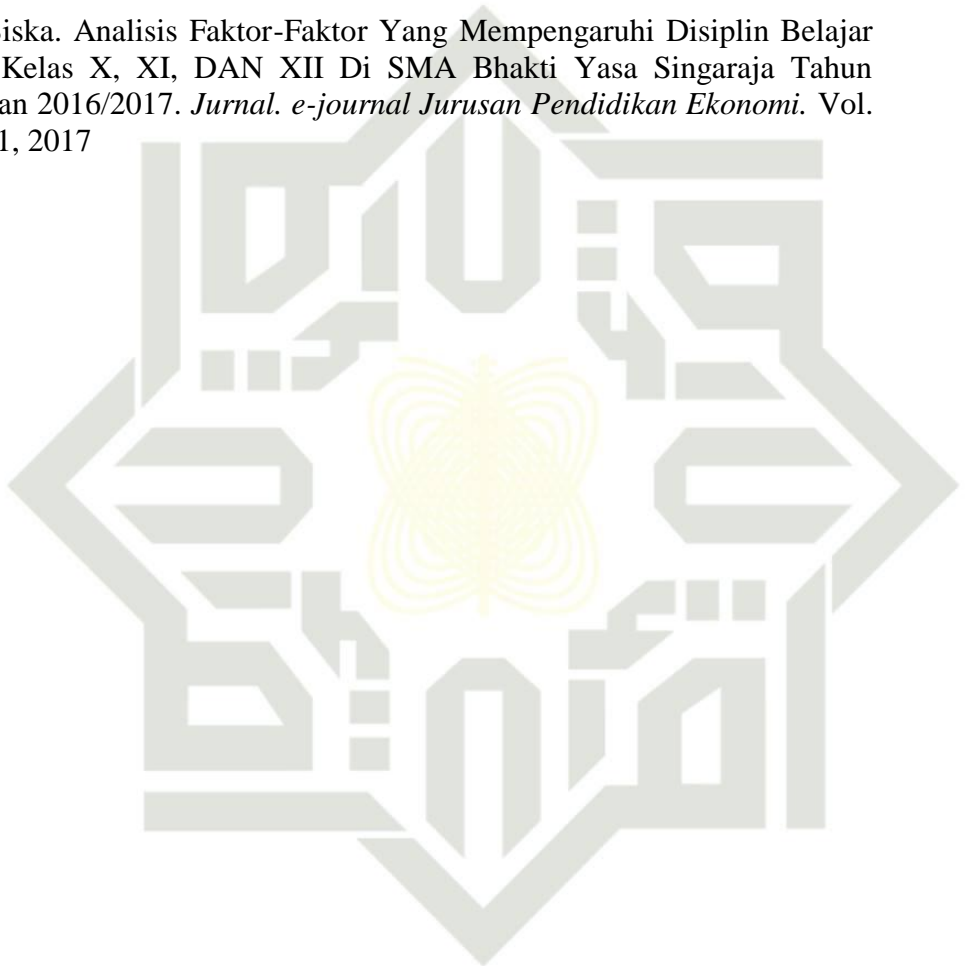 iska. Analisis Faktor-Faktor Yang Mempengaruhi Disiplin Belajar
Kelas X, XI, DAN XII Di SMA Bhakti Yasa Singaraja Tahun
an 2016/2017. Jurnal. e-journal Jurusan Pendidikan Ekonomi. Vol.
1, 2017